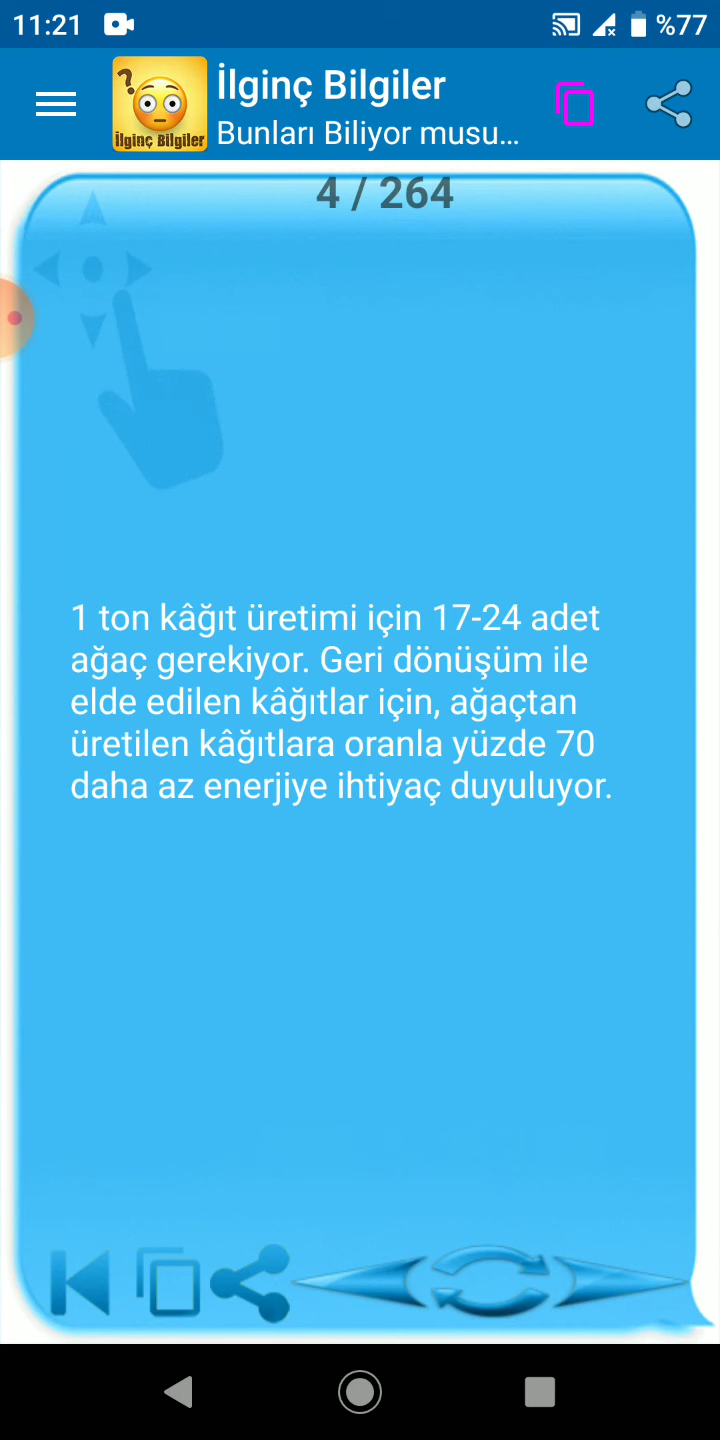 11:21
%77
?
İlginç Bilgiler
İlginç Bilgiler
Bunları Biliyor musu...
4 / 264
1 ton kâğıt üretimi için 17-24 adet
ağaç gerekiyor. Geri dönüşüm ile
elde edilen kâğıtlar için, ağaçtan
üretilen kâğıtlara oranla yüzde 70
daha az enerjiye ihtiyaç duyuluyor.